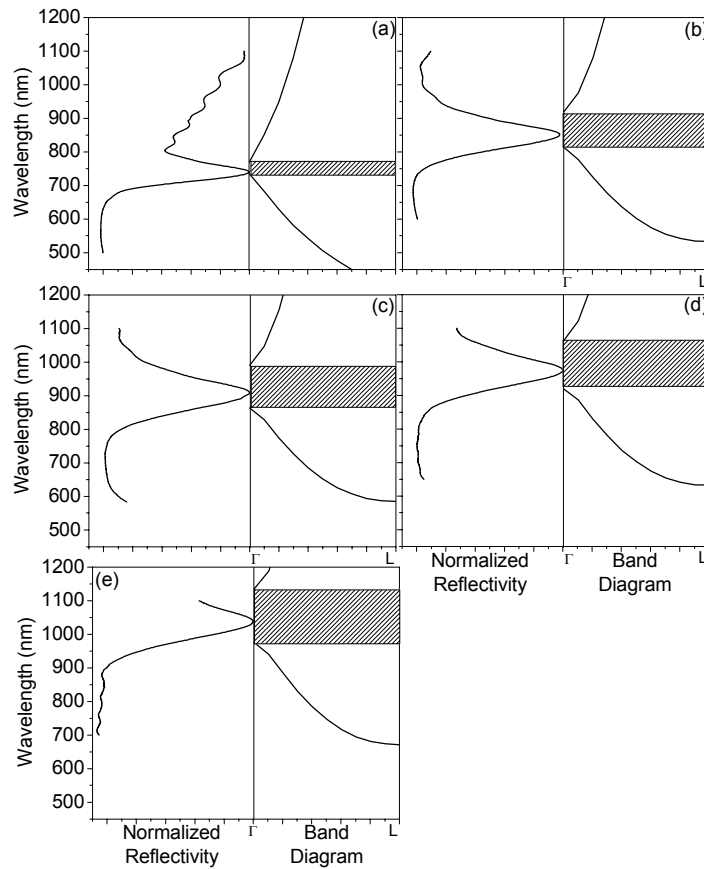 (a)
(b)
Wavelength (nm)
1200
1100
1000
900
800
700
600
500
Γ
L
(c)
(d)
Wavelength (nm)
1200
1100
1000
900
800
700
600
500
Γ
L
Normalized
Reflectivity
Γ
Band
Diagram
L
(e)
Wavelength (nm)
1200
1100
1000
900
800
700
600
500
Normalized
Reflectivity
Γ
Band
Diagram
L